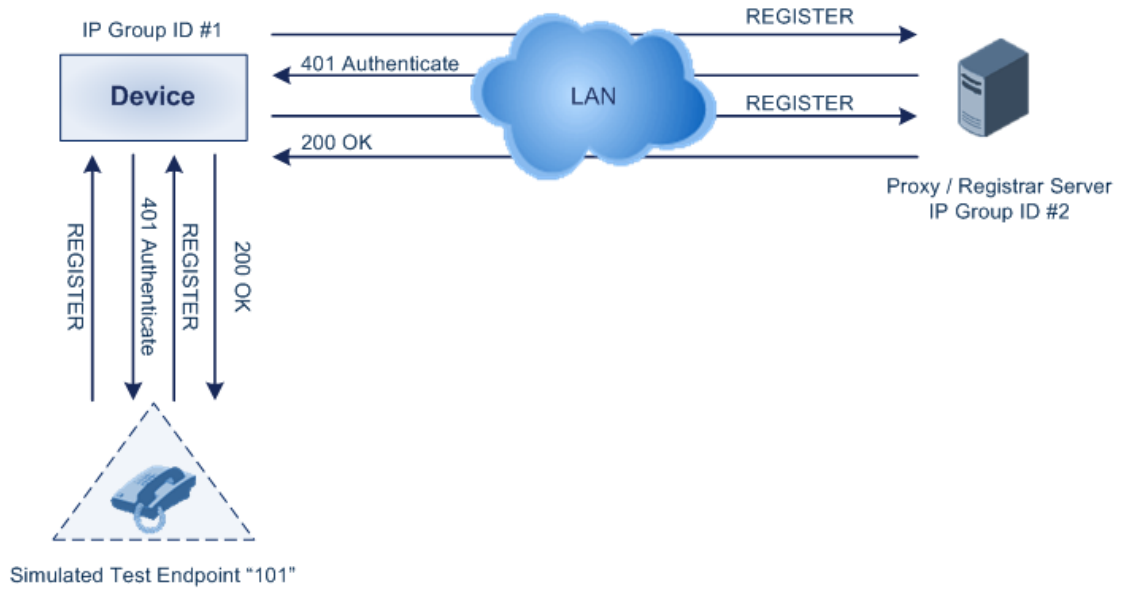 IP Group ID #1
REGISTER
Device
401 Authenticate
LAN
REGISTER
200 OK
Proxy / Registrar Server
IP Group ID #2
REGISTER
401 Authenticate
REGISTER
200 OK
Simulated Test Endpoint “101”